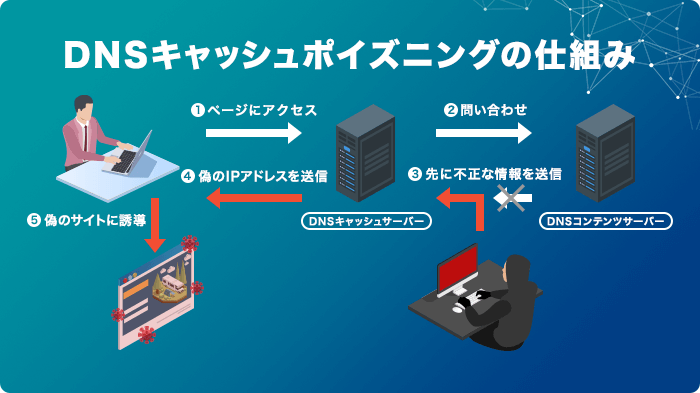 DNSキャッシュポイズニングの仕組み
❶ページにアクセス
❷問い合わせ
❹偽のIPアドレスを送信
❸先に不正な情報を送信
DNSキャッシュサーバー
DNSコンテンツサーバー
❺偽のサイトに誘導